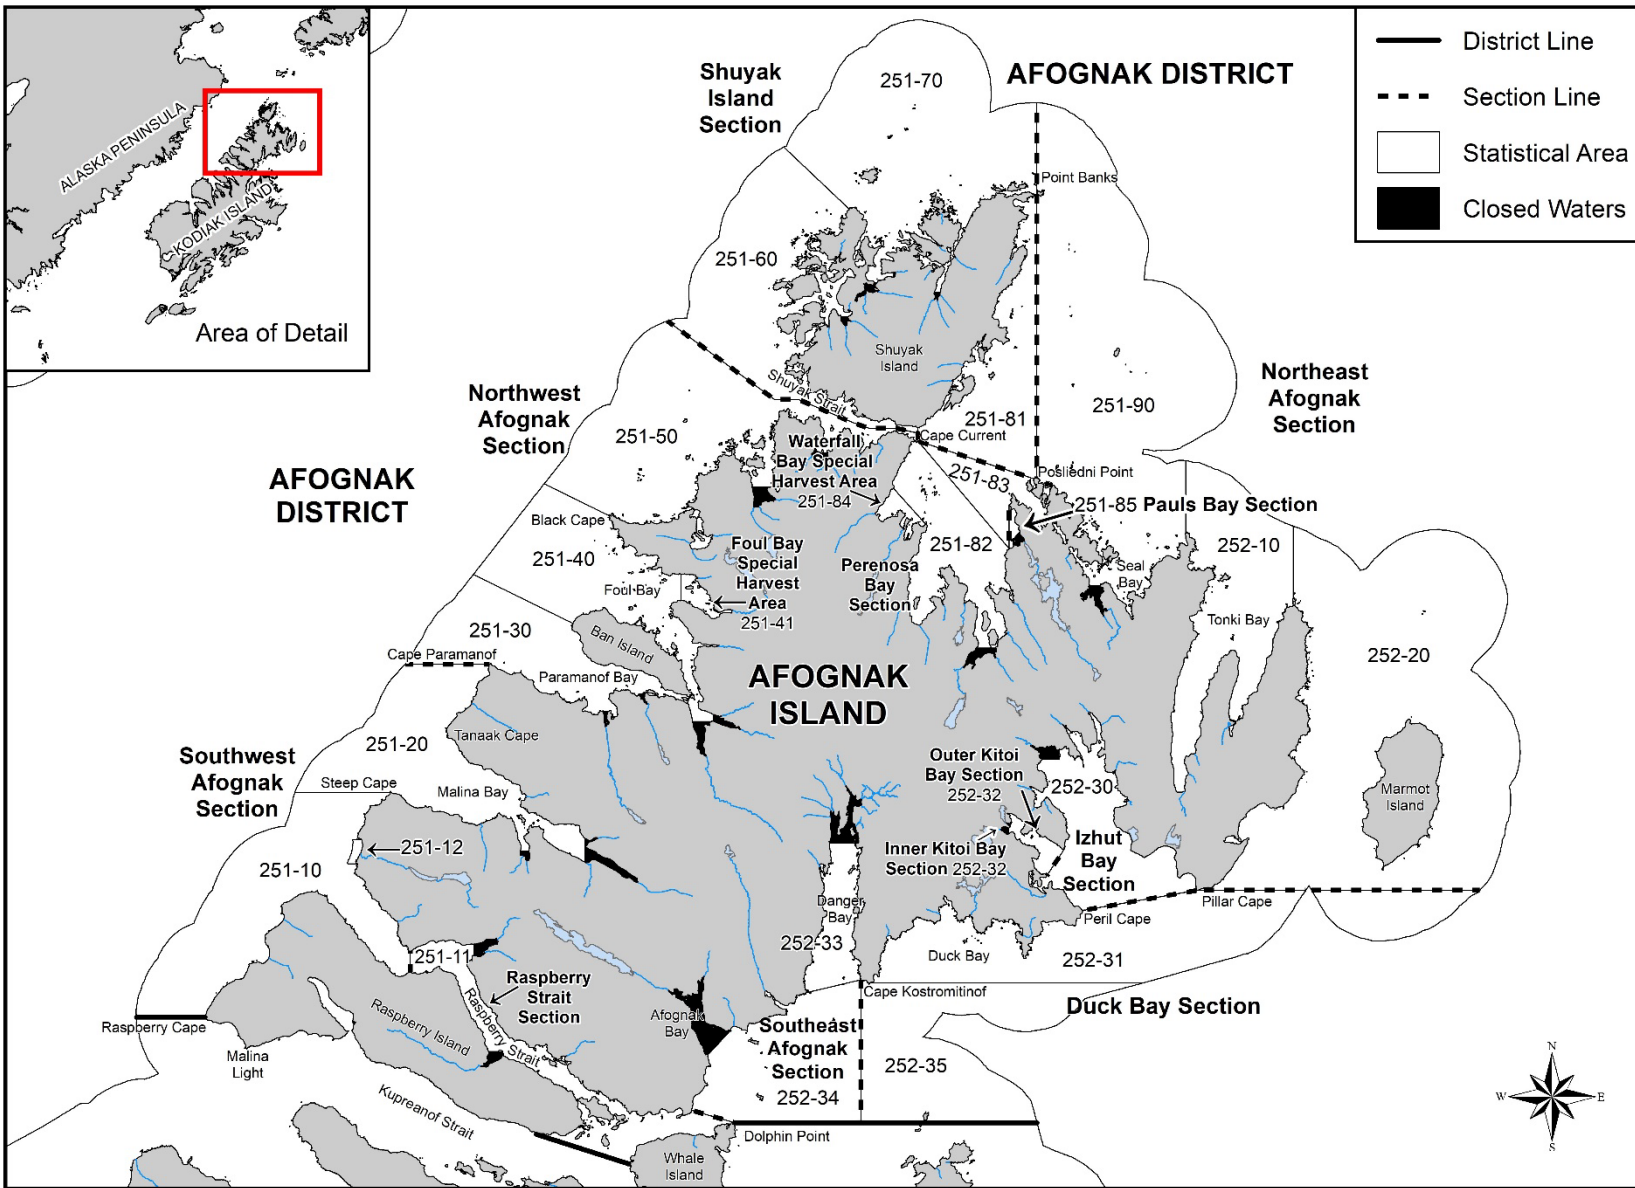 ALASKA PENINSULA
KODIAK ISLAND
Area of Detail
District Line
Section Line
Statistical Area
Closed Waters
AFOGNAK DISTRICT
Shuyak
Island
Section
251-70
Point Banks
251-60
Shuyak
Island
Shuyak Strait
251-81
251-90
Northeast
Afognak
Section
Northwest
Afognak
Section
251-50
Cape Current
Waterfall
Bay Special
Harvest Area
251-84
251-83
Posliedni Point
251-85 Pauls Bay Section
AFOGNAK
DISTRICT
Black Cape
251-40
Foul Bay
Foul Bay
Special
Harvest
Area
251-41
251-82
Perenosa
Bay
Section
Seal
Bay
252-10
Tonki Bay
252-20
251-30
Cape Paramanof
Ban Island
Paramanof Bay
AFOGNAK
ISLAND
Tanaak Cape
251-20
Southwest
Afognak
Section
Steep Cape
Malina Bay
Outer Kitoi
Bay Section
252-32
252-30
Marmot
Island
251-12
251-10
Inner Kitoi Bay
Section 252-32
Izhut
Bay
Section
Danger
Bay
Peril Cape
Pillar Cape
252-33
251-11
Duck Bay
252-31
Raspberry
Strait
Section
Raspberry Strait
Cape Kostromitinof
Duck Bay Section
Raspberry Cape
Raspberry Island
Afognak
Bay
Southeast
Afognak
Section
252-34
252-35
Malina
Light
Kupreanof Strait
Dolphin Point
Whale
Island
N
W
E
S